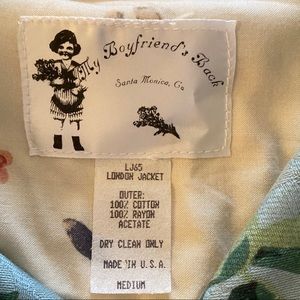 My Boyfriend's Back
Santa Monica, Ca
LJ65
LONDON JACKET
OUTER:
100% COTTON
100% RAYON
ACETATE
DRY CLEAN ONLY
MADE IN U.S.A.
MEDIUM